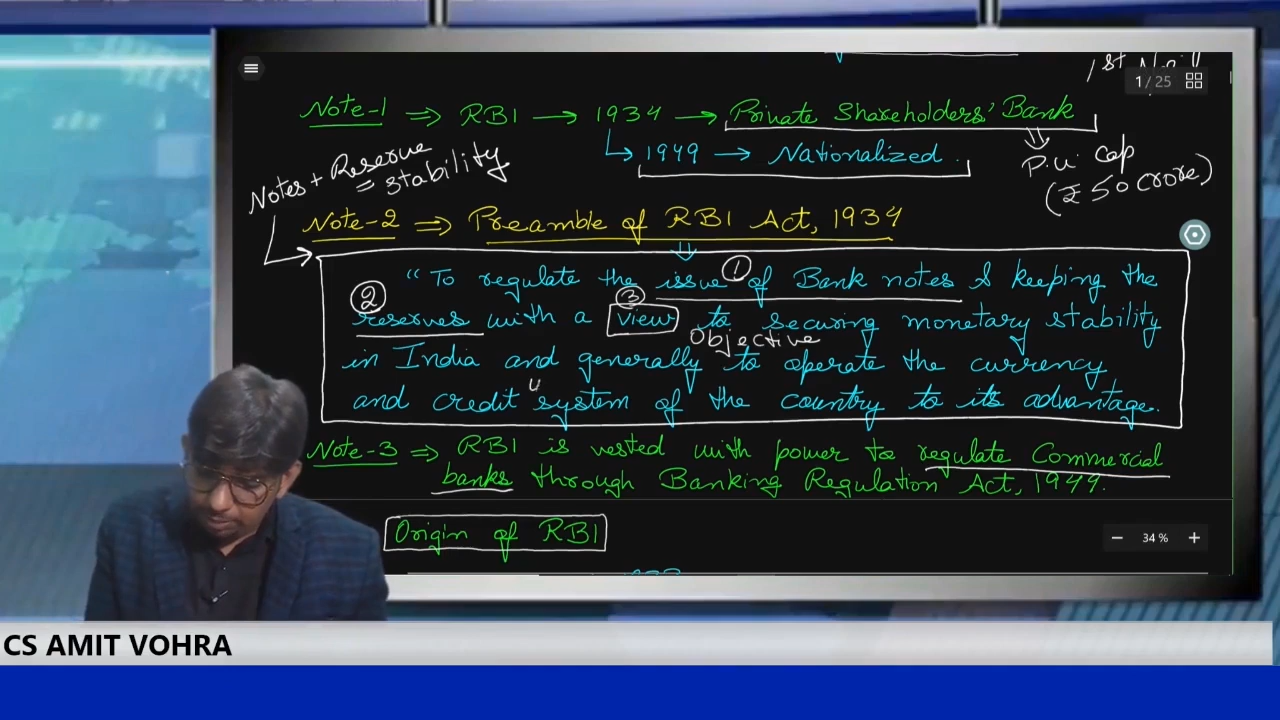 1st
1 / 25
Note-1 ⇒ RBI → 1934 → Private Shareholders' Bank
↳ 1949 → Nationalized.
⇓
P.U. Cap
(₹ 50 crore)
Notes + Reserve
= stability
Note-2 ⇒ Preamble of RBI Act, 1934
⇓
"To regulate the issue ① of Bank notes & keeping the
② reserves with a ③ view to securing monetary stability
Objective
in India and generally to operate the currency
and credit " system of the country to its advantage.
Note-3 ⇒ RBI is vested with power to regulate Commercial
banks through Banking Regulation Act, 1949.
Origin of RBI
− 34 % +
CS AMIT VOHRA